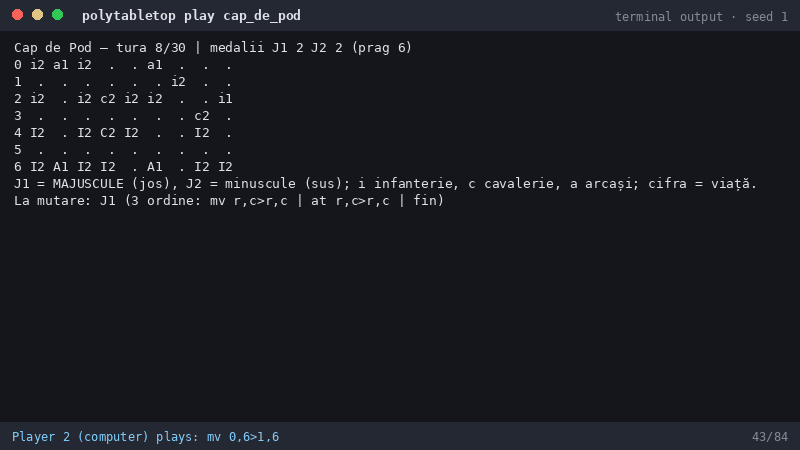 polytabletop play cap_de_pod
terminal output · seed 1
Cap de Pod — tura 8/30 | medalii J1 2 J2 2 (prag 6)
0 i2 a1 i2  .  . a1  .  .  .
1  .  .  .  .  .  . i2  .  .
2 i2  . i2 c2 i2 i2  .  . i1
3  .  .  .  .  .  .  . c2  .
4 I2  . I2 C2 I2  .  . I2  .
5  .  .  .  .  .  .  .  .  .
6 I2 A1 I2 I2  . A1  . I2 I2
J1 = MAJUSCULE (jos), J2 = minuscule (sus); i infanterie, c cavalerie, a arcași; cifra = viață.
La mutare: J1 (3 ordine: mv r,c>r,c | at r,c>r,c | fin)
Player 2 (computer) plays: mv 0,6>1,6
43/84